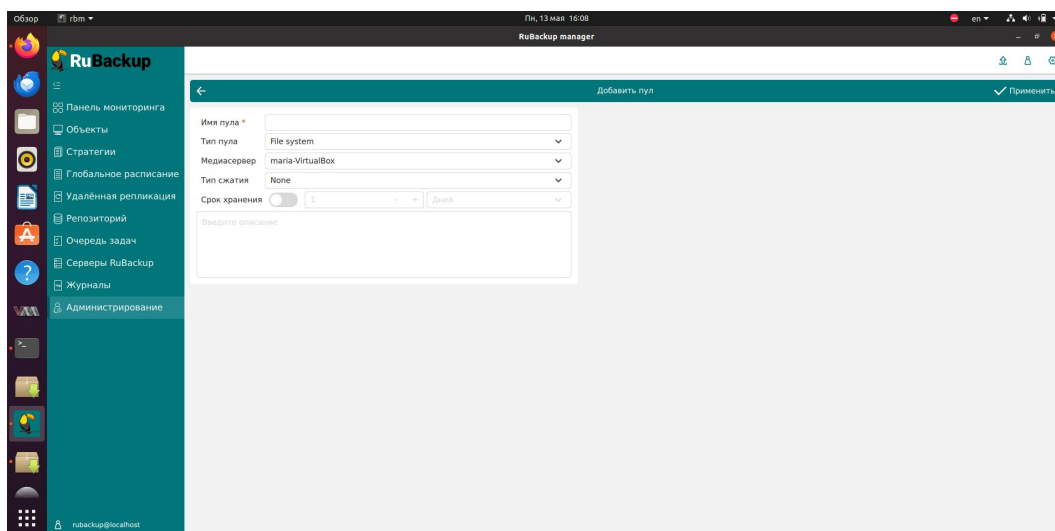 Обзор rbm Пн, 13 мая 16:08 en
RuBackup manager
RuBackup
Добавить пул Применить
Панель мониторинга
Объекты
Стратегии
Глобальное расписание
Удалённая репликация
Репозиторий
Очередь задач
Серверы RuBackup
Журналы
Администрирование
Имя пула *
Тип пула File system
Медиасервер maria-VirtualBox
Тип сжатия None
Срок хранения 1 - + Дней
Введите описание
rubackup@localhost